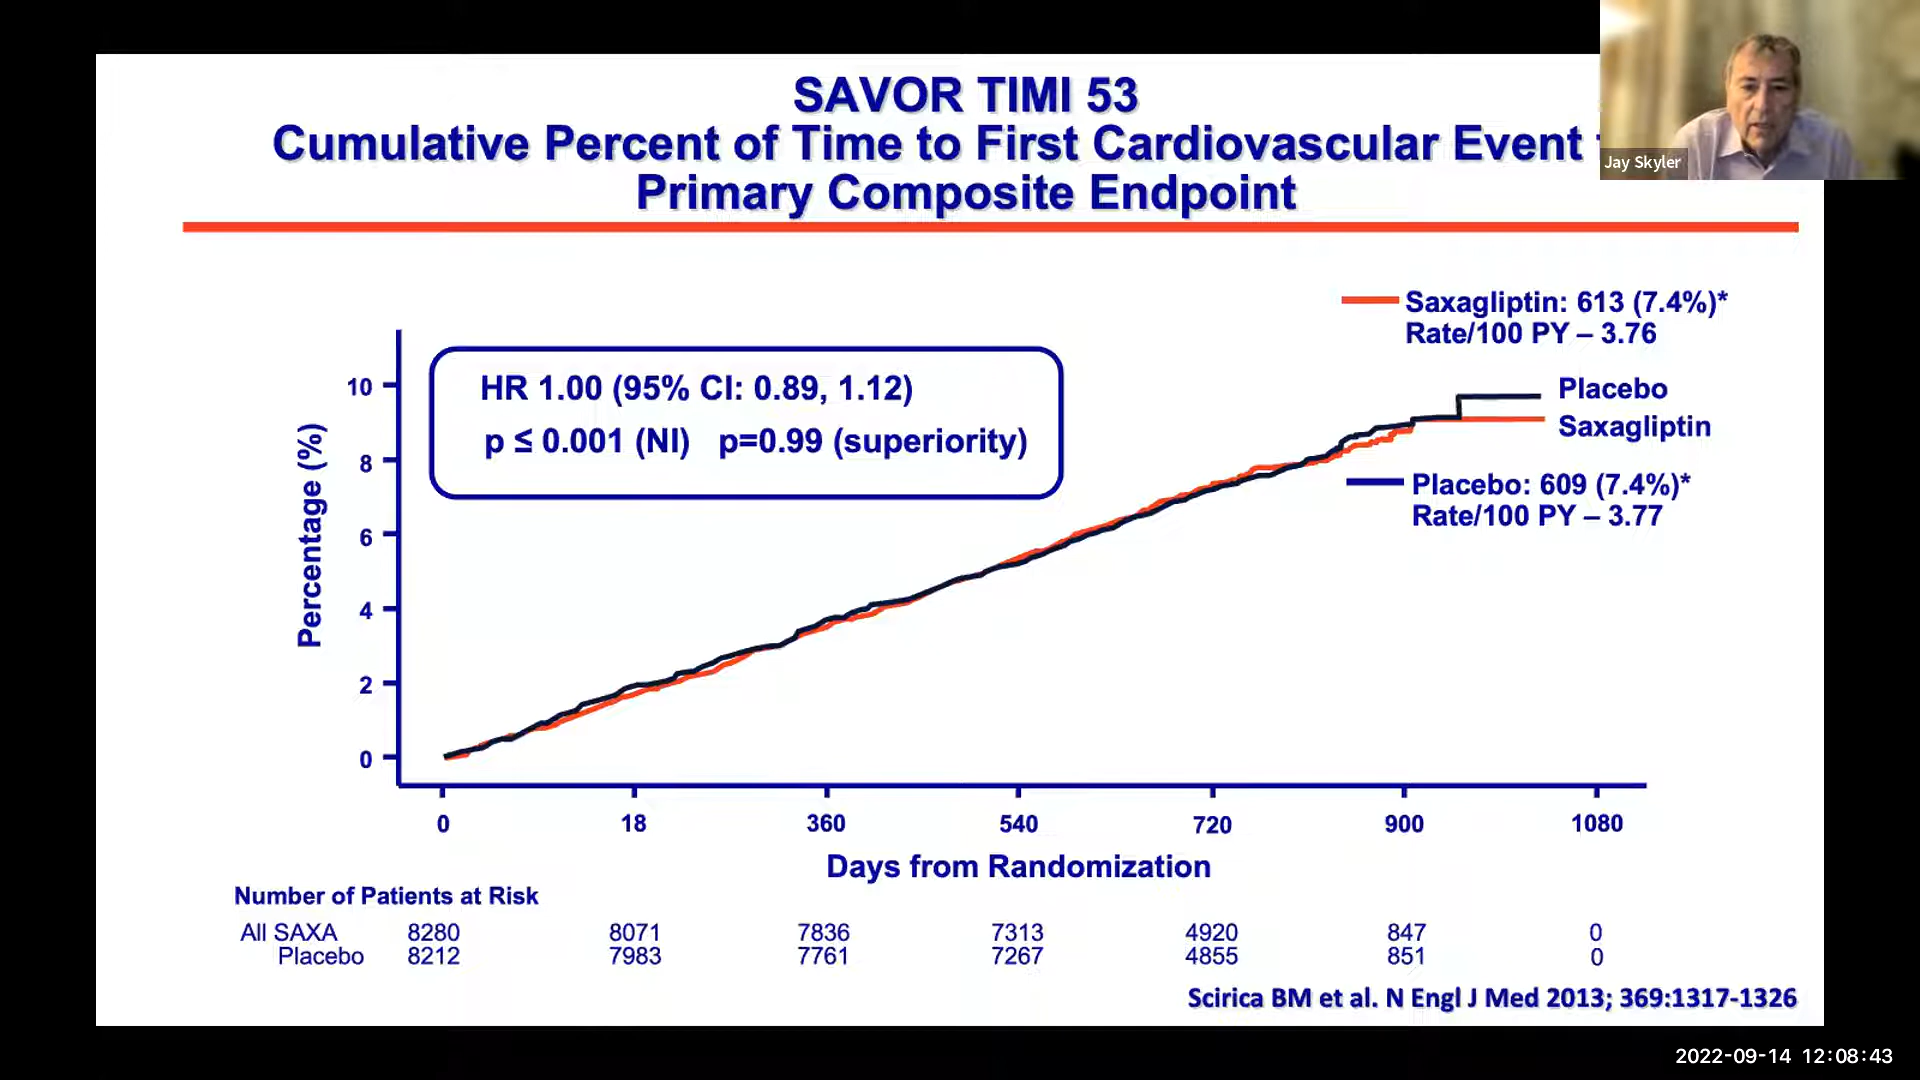 SAVOR TIMI 53
Cumulative Percent of Time to First Cardiovascular Event
Primary Composite Endpoint
Jay Skyler
Saxagliptin: 613 (7.4%)*
Rate/100 PY – 3.76
HR 1.00 (95% CI: 0.89, 1.12)
p ≤ 0.001 (NI) p=0.99 (superiority)
Placebo
Saxagliptin
Placebo: 609 (7.4%)*
Rate/100 PY – 3.77
Percentage (%)
10
8
6
4
2
0
0 18 360 540 720 900 1080
Days from Randomization
Number of Patients at Risk
All SAXA 8280 8071 7836 7313 4920 847 0
Placebo 8212 7983 7761 7267 4855 851 0
Scirica BM et al. N Engl J Med 2013; 369:1317-1326
2022-09-14 12:08:43